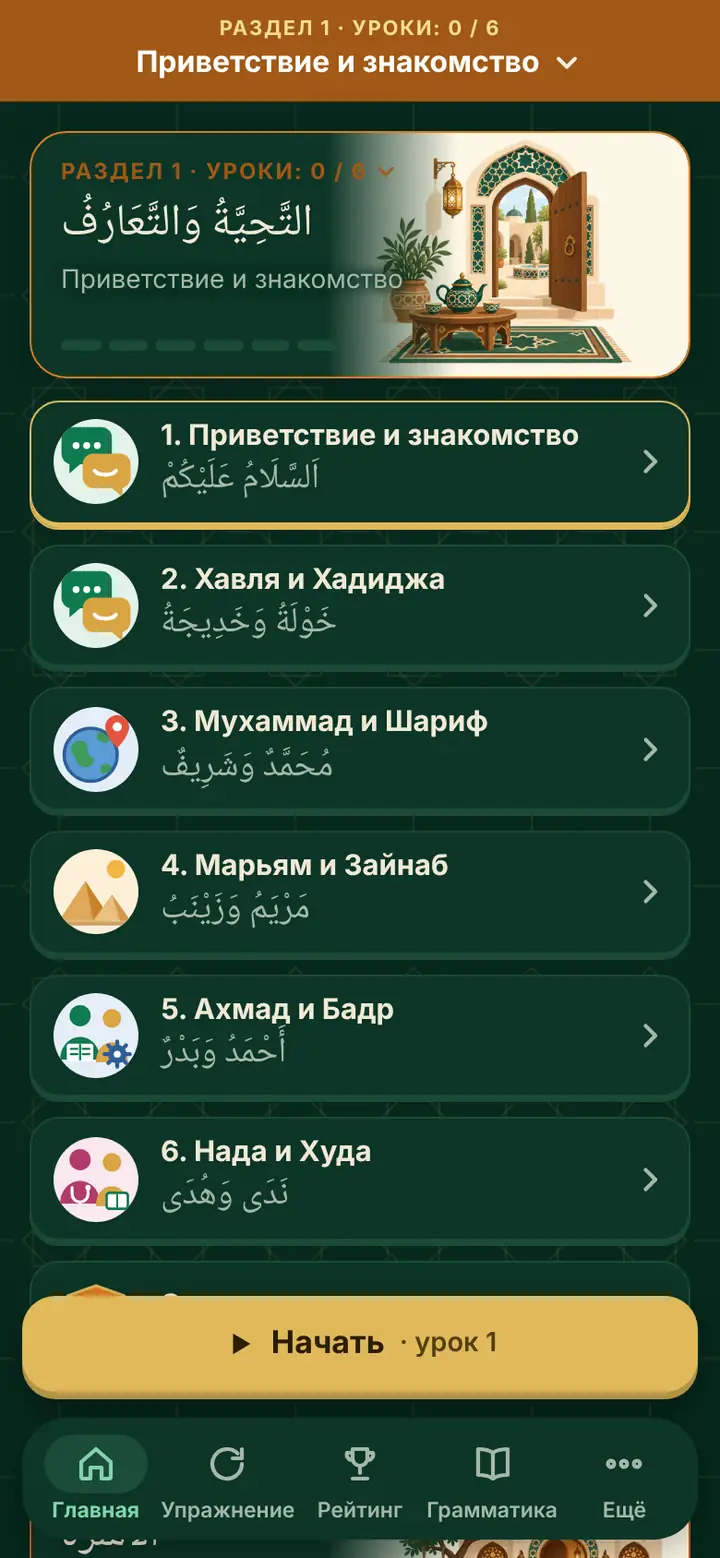 РАЗДЕЛ 1 · УРОКИ: 0 / 6
Приветствие и знакомство
РАЗДЕЛ 1 · УРОКИ: 0 / 6
التَّحِيَّةُ وَالتَّعَارُفُ
Приветствие и знакомство
1. Приветствие и знакомство
اَلسَّلَامُ عَلَيْكُمْ
2. Хавля и Хадиджа
خَوْلَةُ وَخَدِيجَةُ
3. Мухаммад и Шариф
مُحَمَّدٌ وَشَرِيفٌ
4. Марьям и Зайнаб
مَرْيَمُ وَزَيْنَبُ
5. Ахмад и Бадр
أَحْمَدُ وَبَدْرٌ
6. Нада и Худа
نَدَى وَهُدَى
Начать · урок 1
Главная Упражнение Рейтинг Грамматика Ещё